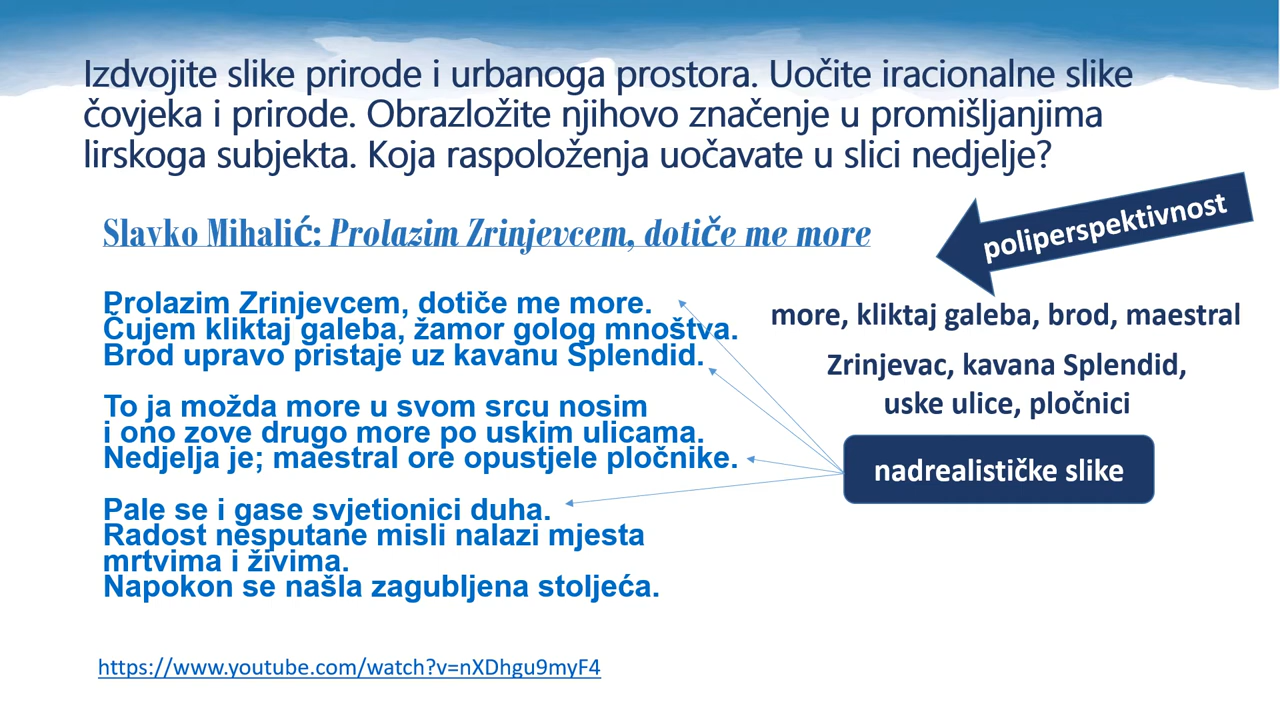 Izdvojite slike prirode i urbanoga prostora. Uočite iracionalne slike
čovjeka i prirode. Obrazložite njihovo značenje u promišljanjima
lirskoga subjekta. Koja raspoloženja uočavate u slici nedjelje?
Slavko Mihalić: Prolazim Zrinjevcem, dotiče me more
poliperspektivnost
Prolazim Zrinjevcem, dotiče me more.
Čujem kliktaj galeba, žamor golog mnoštva.
Brod upravo pristaje uz kavanu Splendid.
To ja možda more u svom srcu nosim
i ono zove drugo more po uskim ulicama.
Nedjelja je; maestral ore opustjele pločnike.
Pale se i gase svjetionici duha.
Radost nesputane misli nalazi mjesta
mrtvima i živima.
Napokon se našla zagubljena stoljeća.
more, kliktaj galeba, brod, maestral
Zrinjevac, kavana Splendid,
uske ulice, pločnici
nadrealističke slike
https://www.youtube.com/watch?v=nXDhgu9myF4